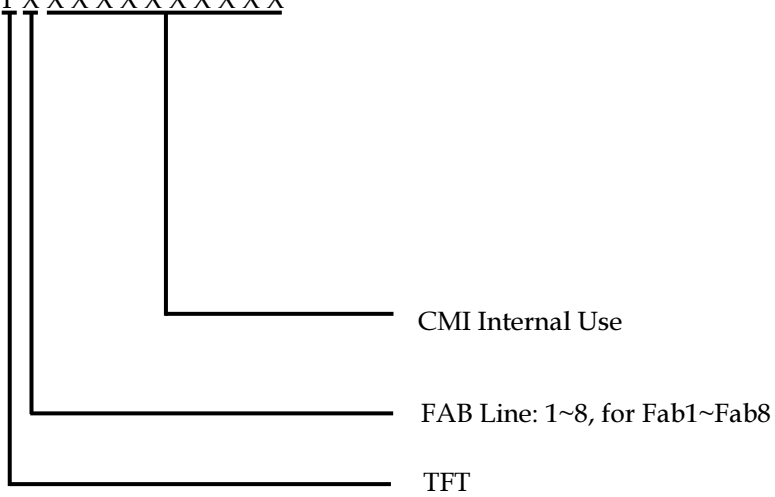 T X X X X X X X X X X X
CMI Internal Use
FAB Line: 1~8, for Fab1~Fab8
TFT